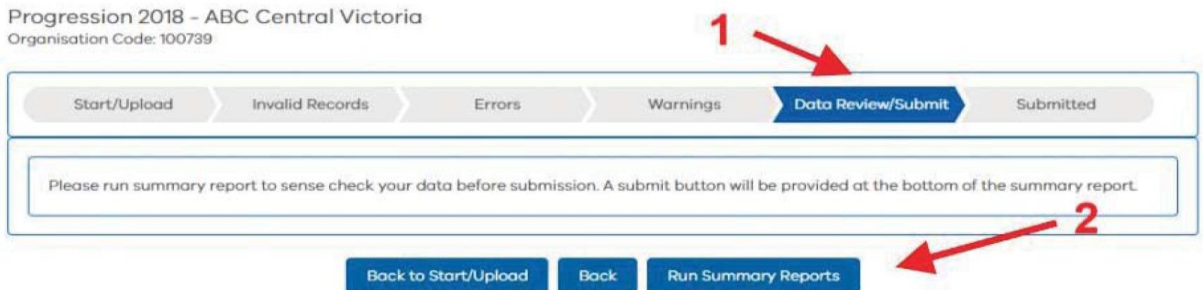 Progression 2018 - ABC Central Victoria
Organisation Code: 100739
1
Start/Upload Invalid Records Errors Warnings Data Review/Submit Submitted
Please run summary report to sense check your data before submission. A submit button will be provided at the bottom of the summary report.
2
Back to Start/Upload Back Run Summary Reports